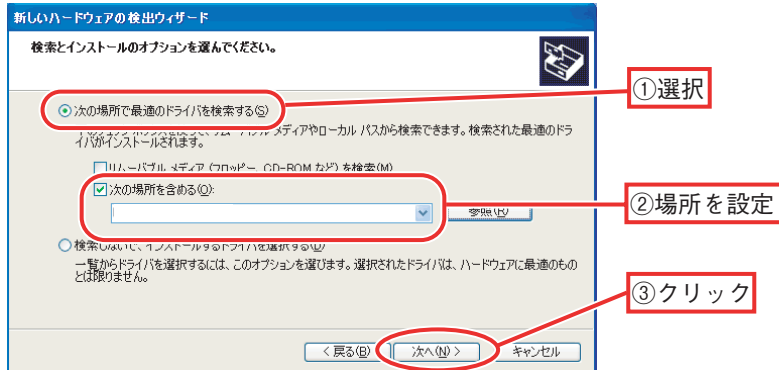 新しいハードウェアの検出ウィザード
検索とインストールのオプションを選んでください。
①選択
次の場所で最適のドライバを検索する(S)
メディアやローカル パスから検索できます。検索された最適のドラ
イバがインストールされます。
リムーバブル メディア (フロッピー、CD-ROM など) を検索(M)
次の場所を含める(O):
②場所を設定
参照(R)
検索しないで、インストールするドライバを選択する(D)
一覧からドライバを選択するには、このオプションを選びます。選択されたドライバは、ハードウェアに最適のもの
とは限りません。
③クリック
< 戻る(B)
次へ(N) >
キャンセル